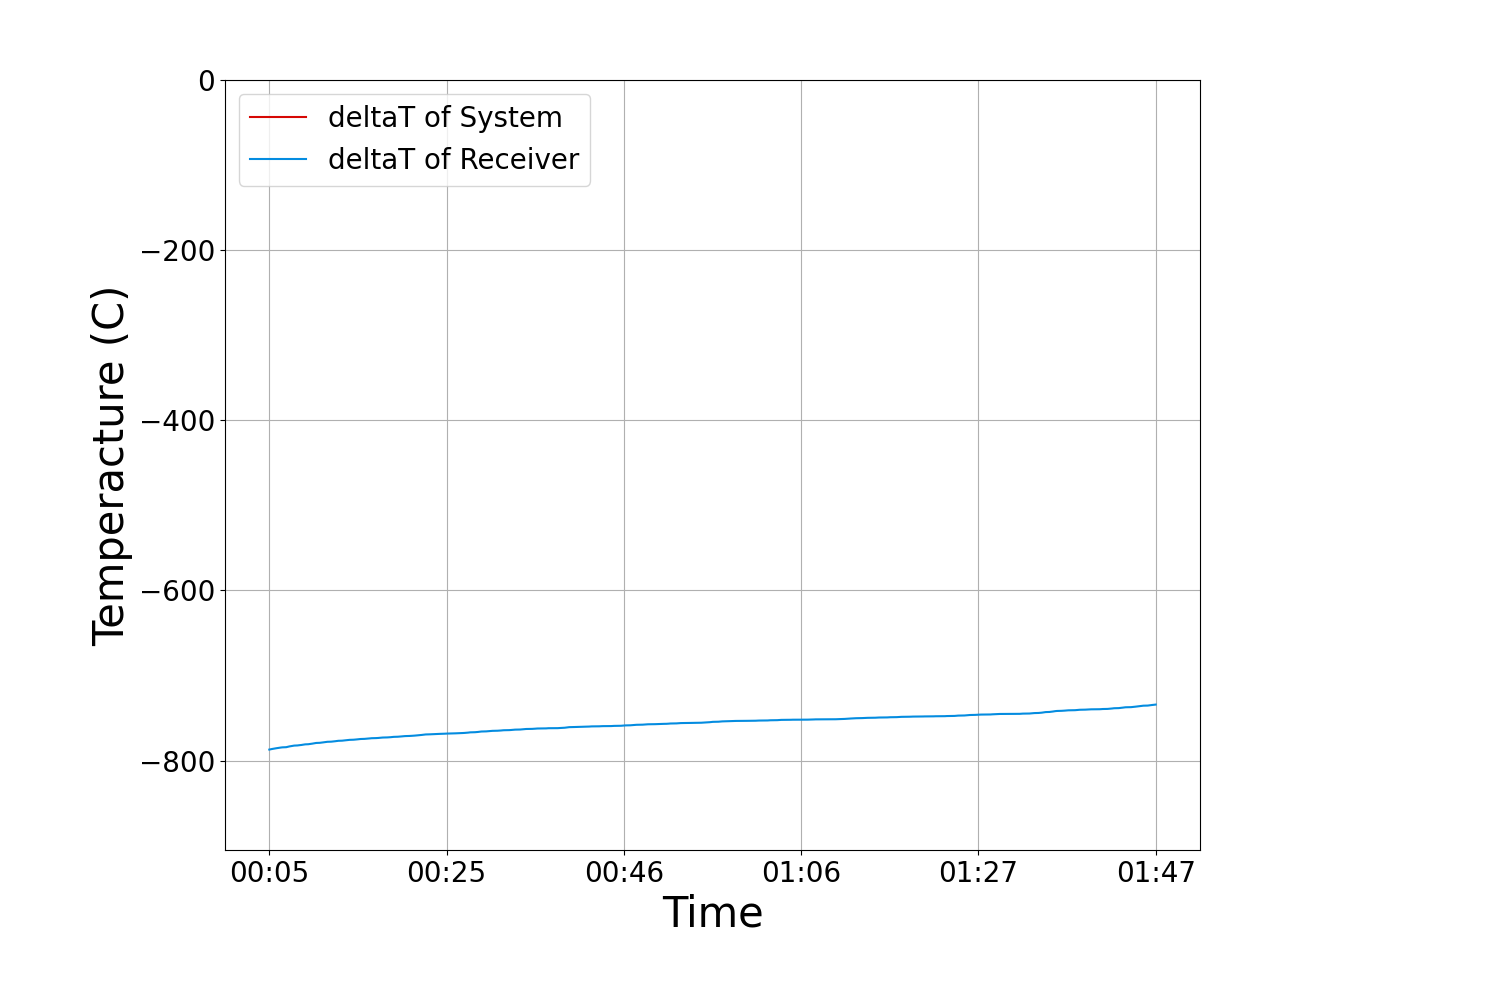 0
−200
−400
−600
−800
Temperacture (C)
deltaT of System
deltaT of Receiver
00:05 00:25 00:46 01:06 01:27 01:47
Time